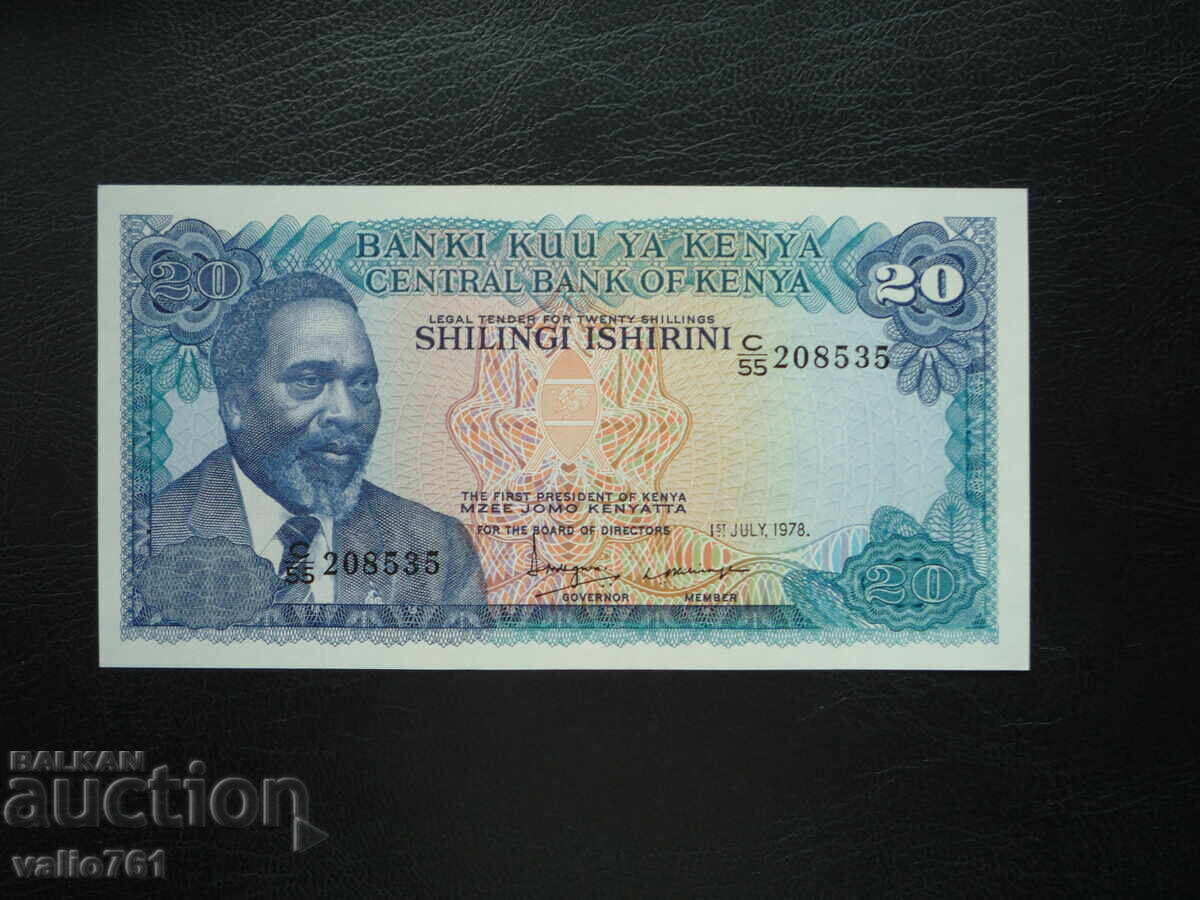 BANKI KUU YA KENYA
CENTRAL BANK OF KENYA
20
20
LEGAL TENDER FOR TWENTY SHILLINGS
SHILINGI ISHIRINI
C/55 208535
THE FIRST PRESIDENT OF KENYA
MZEE JOMO KENYATTA
FOR THE BOARD OF DIRECTORS
1ST JULY, 1978.
C/55 208535
GOVERNOR
MEMBER
20
BALKAN
auction
valio761